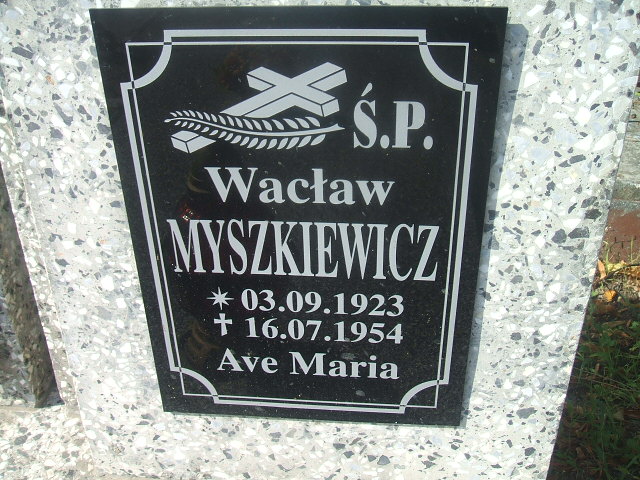 Ś.P.
Wacław
MYSZKIEWICZ
✴ 03.09.1923
✝ 16.07.1954
Ave Maria